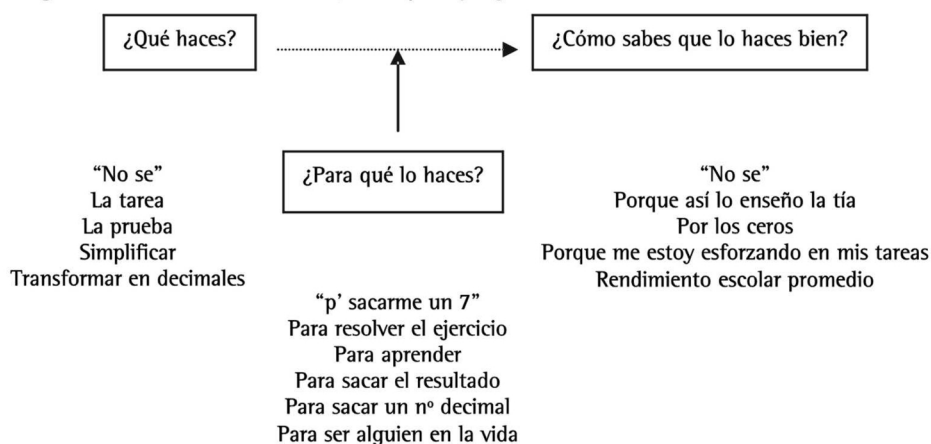 ¿Qué haces?
¿Cómo sabes que lo haces bien?
¿Para qué lo haces?
“No se”
La tarea
La prueba
Simplificar
Transformar en decimales
“No se”
Porque así lo enseño la tía
Por los ceros
Porque me estoy esforzando en mis tareas
Rendimiento escolar promedio
“p’ sacarme un 7”
Para resolver el ejercicio
Para aprender
Para sacar el resultado
Para sacar un nº decimal
Para ser alguien en la vida